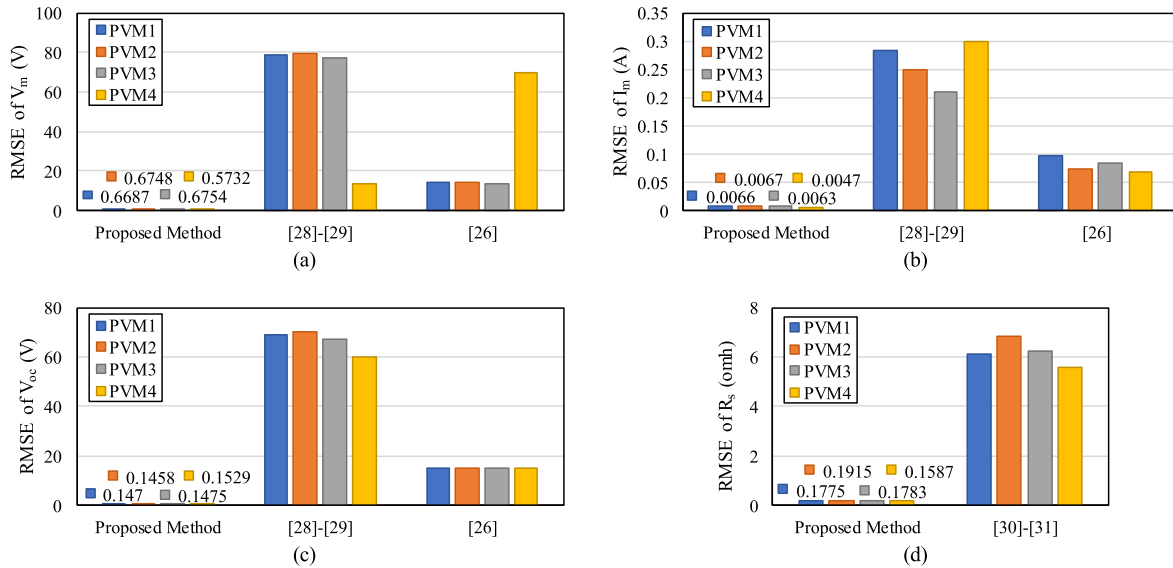 100
80
60
40
20
0
RMSE of Vm (V)
PVM1
PVM2
PVM3
PVM4
0.6748
0.5732
0.6687
0.6754
Proposed Method
[28]-[29]
[26]
(a)
0.35
0.3
0.25
0.2
0.15
0.1
0.05
0
RMSE of Im (A)
PVM1
PVM2
PVM3
PVM4
0.0067
0.0047
0.0066
0.0063
Proposed Method
[28]-[29]
[26]
(b)
80
60
40
20
0
RMSE of Voc (V)
PVM1
PVM2
PVM3
PVM4
0.1458
0.1529
0.147
0.1475
Proposed Method
[28]-[29]
[26]
(c)
8
6
4
2
0
RMSE of Rs (omh)
PVM1
PVM2
PVM3
PVM4
0.1915
0.1587
0.1775
0.1783
Proposed Method
[30]-[31]
(d)